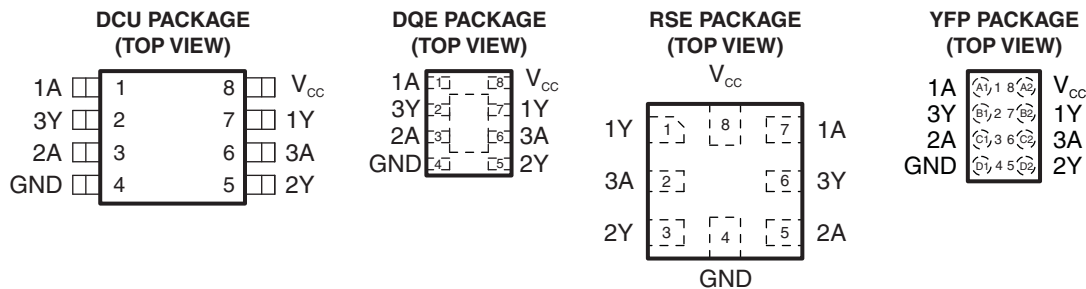 DCU PACKAGE
(TOP VIEW)
1A 1 8 VCC
3Y 2 7 1Y
2A 3 6 3A
GND 4 5 2Y
DQE PACKAGE
(TOP VIEW)
1A 1 8 VCC
3Y 2 7 1Y
2A 3 6 3A
GND 4 5 2Y
RSE PACKAGE
(TOP VIEW)
VCC
1Y 1 8 7 1A
3A 2 6 3Y
2Y 3 4 5 2A
GND
YFP PACKAGE
(TOP VIEW)
1A A1 1 8 A2 VCC
3Y B1 2 7 B2 1Y
2A C1 3 6 C2 3A
GND D1 4 5 D2 2Y